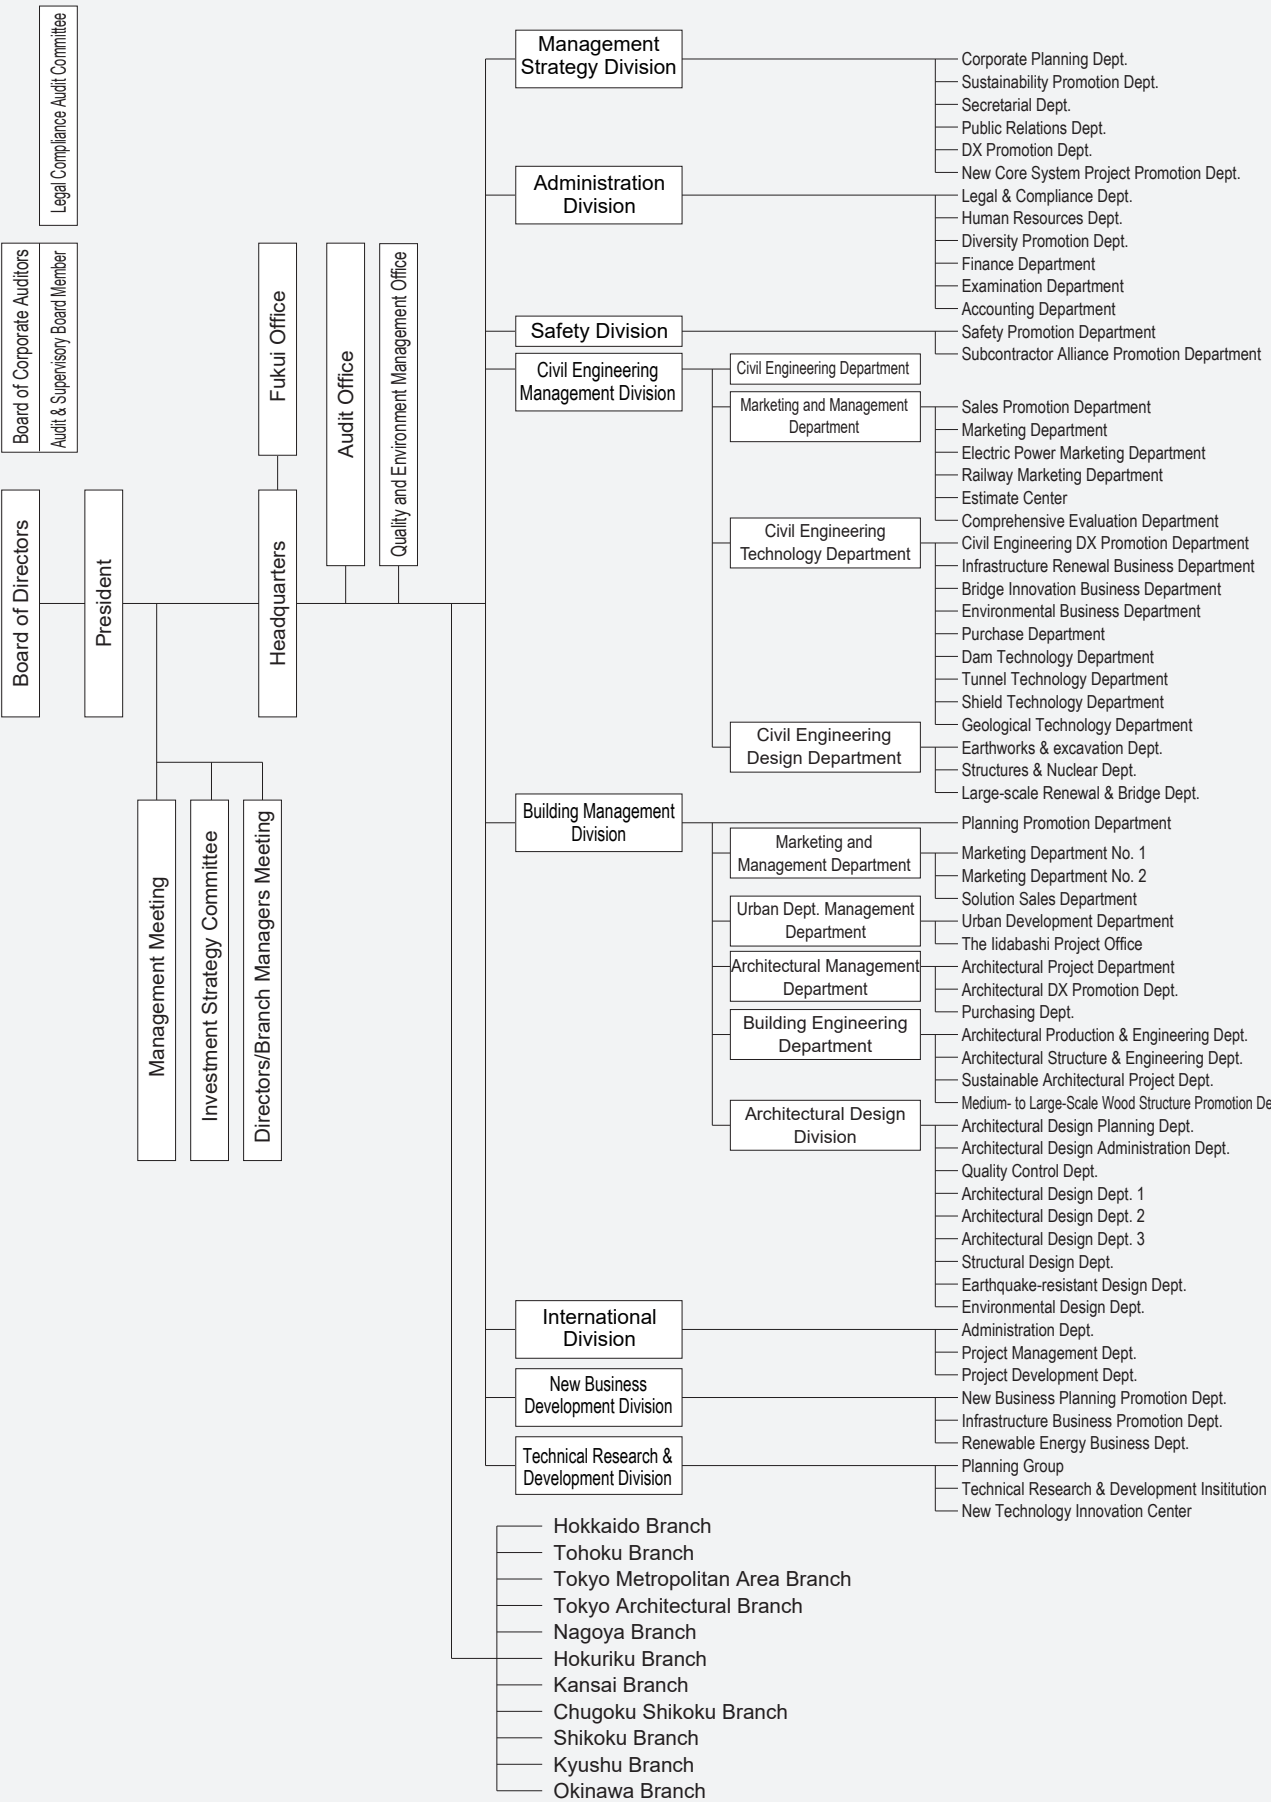 Legal Compliance Audit Committee
Board of Corporate Auditors
Audit & Supervisory Board Member
Board of Directors
President
Fukui Office
Headquarters
Audit Office
Quality and Environment Management Office
Management Meeting
Investment Strategy Committee
Directors/Branch Managers Meeting
Management
Strategy Division
Corporate Planning Dept.
Sustainability Promotion Dept.
Secretarial Dept.
Public Relations Dept.
DX Promotion Dept.
New Core System Project Promotion Dept.
Administration
Division
Legal & Compliance Dept.
Human Resources Dept.
Diversity Promotion Dept.
Finance Department
Examination Department
Accounting Department
Safety Division
Safety Promotion Department
Subcontractor Alliance Promotion Department
Civil Engineering
Management Division
Civil Engineering Department
Marketing and Management
Department
Sales Promotion Department
Marketing Department
Electric Power Marketing Department
Railway Marketing Department
Estimate Center
Comprehensive Evaluation Department
Civil Engineering
Technology Department
Civil Engineering DX Promotion Department
Infrastructure Renewal Business Department
Bridge Innovation Business Department
Environmental Business Department
Purchase Department
Dam Technology Department
Tunnel Technology Department
Shield Technology Department
Geological Technology Department
Civil Engineering
Design Department
Earthworks & excavation Dept.
Structures & Nuclear Dept.
Large-scale Renewal & Bridge Dept.
Building Management
Division
Planning Promotion Department
Marketing and
Management Department
Marketing Department No. 1
Marketing Department No. 2
Solution Sales Department
Urban Dept. Management
Department
Urban Development Department
The Iidabashi Project Office
Architectural Management
Department
Architectural Project Department
Architectural DX Promotion Dept.
Purchasing Dept.
Building Engineering
Department
Architectural Production & Engineering Dept.
Architectural Structure & Engineering Dept.
Sustainable Architectural Project Dept.
Medium- to Large-Scale Wood Structure Promotion De
Architectural Design
Division
Architectural Design Planning Dept.
Architectural Design Administration Dept.
Quality Control Dept.
Architectural Design Dept. 1
Architectural Design Dept. 2
Architectural Design Dept. 3
Structural Design Dept.
Earthquake-resistant Design Dept.
Environmental Design Dept.
International
Division
Administration Dept.
Project Management Dept.
Project Development Dept.
New Business
Development Division
New Business Planning Promotion Dept.
Infrastructure Business Promotion Dept.
Renewable Energy Business Dept.
Technical Research &
Development Division
Planning Group
Technical Research & Development Insititution
New Technology Innovation Center
Hokkaido Branch
Tohoku Branch
Tokyo Metropolitan Area Branch
Tokyo Architectural Branch
Nagoya Branch
Hokuriku Branch
Kansai Branch
Chugoku Shikoku Branch
Shikoku Branch
Kyushu Branch
Okinawa Branch